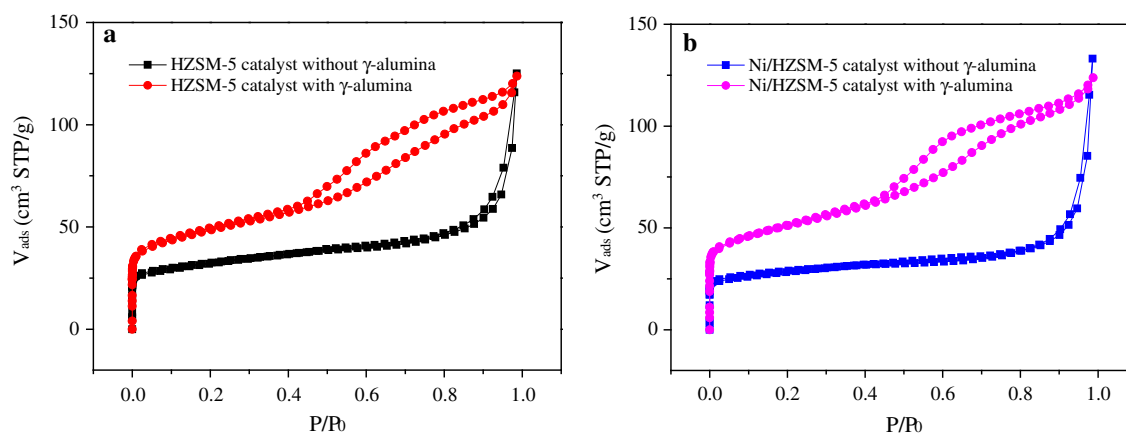 a
HZSM-5 catalyst without γ-alumina
HZSM-5 catalyst with γ-alumina
150
100
50
0
V_ads (cm³ STP/g)
0.0 0.2 0.4 0.6 0.8 1.0
P/P₀
b
Ni/HZSM-5 catalyst without γ-alumina
Ni/HZSM-5 catalyst with γ-alumina
150
100
50
0
V_ads (cm³ STP/g)
0.0 0.2 0.4 0.6 0.8 1.0
P/P₀